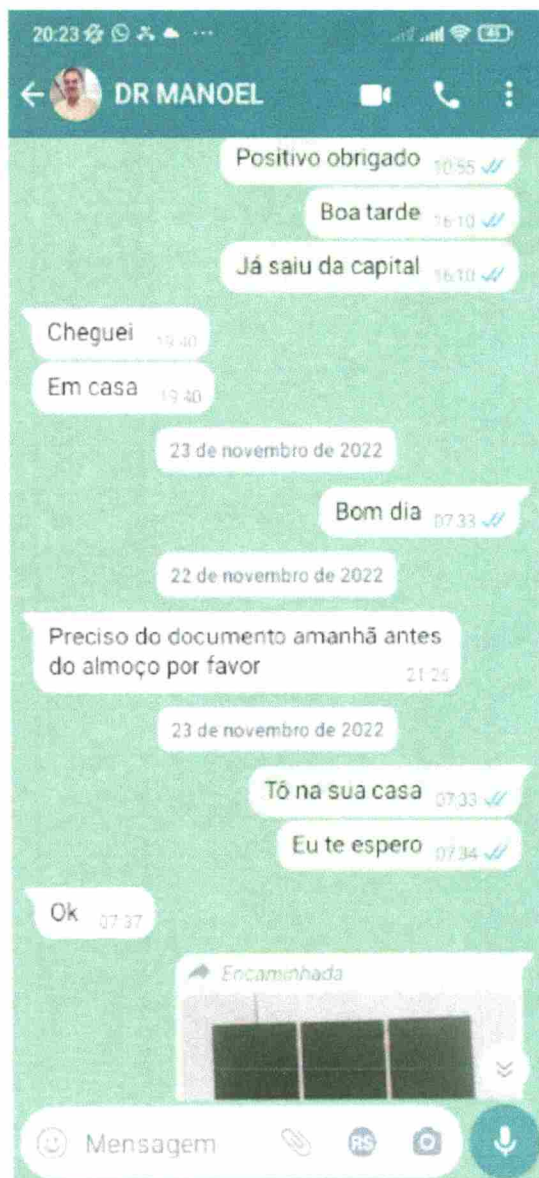 20:23
DR MANOEL
Positivo obrigado 10:55
Boa tarde 16:10
Já saiu da capital 16:10
Cheguei 19:40
Em casa 19:40
23 de novembro de 2022
Bom dia 07:33
22 de novembro de 2022
Preciso do documento amanhã antes
do almoço por favor 21:26
23 de novembro de 2022
Tô na sua casa 07:33
Eu te espero 07:34
Ok 07:37
Encaminhada
Mensagem
RS